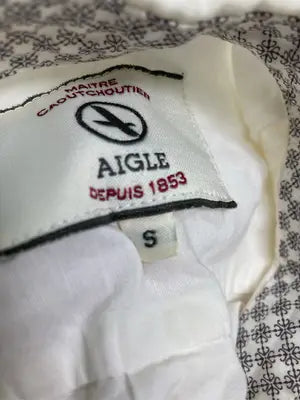 MAITRE
CAOUTCHOUTIER
AIGLE
DEPUIS 1853
S